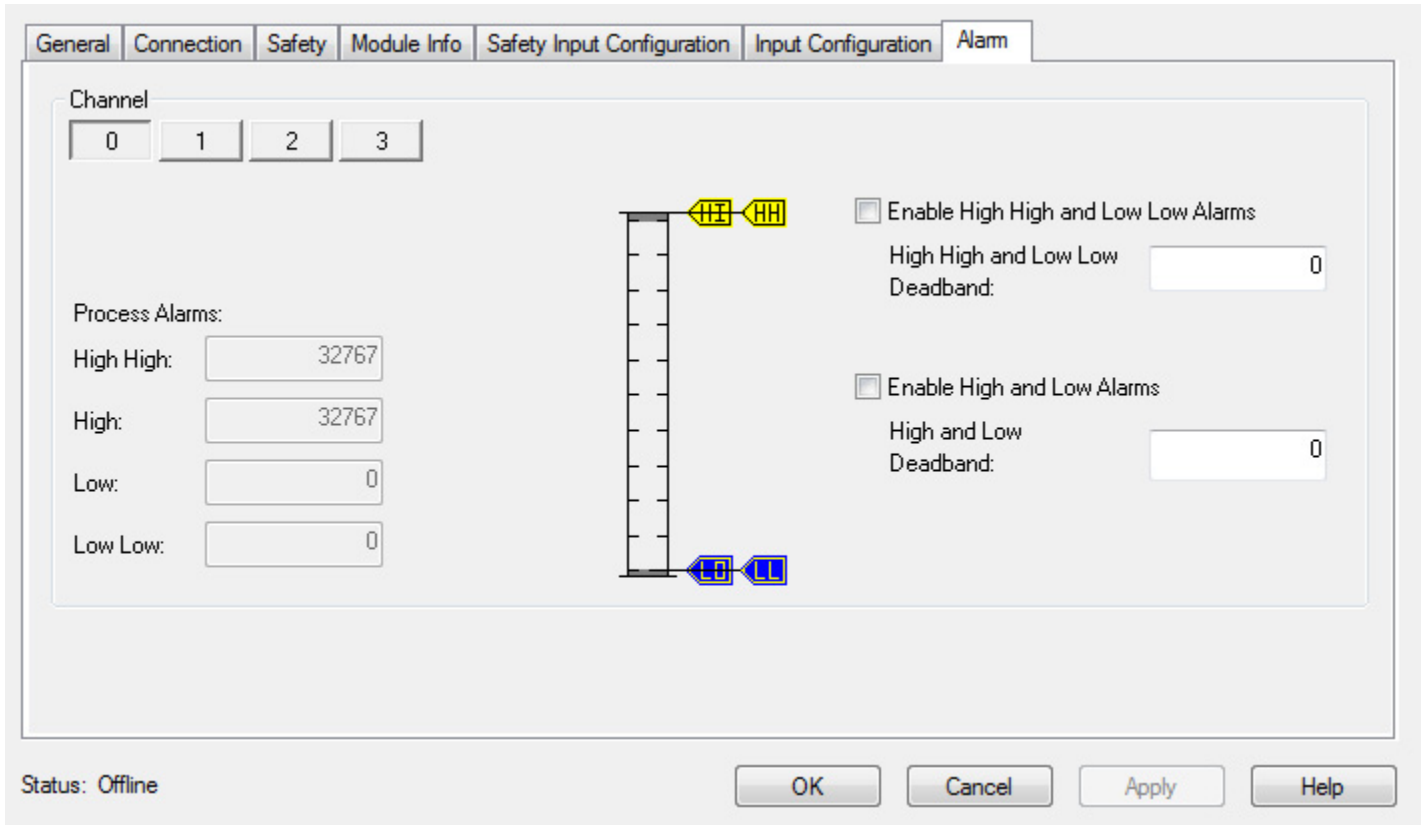 General Connection Safety Module Info Safety Input Configuration Input Configuration Alarm
Channel
0 1 2 3
HI HH
Enable High High and Low Low Alarms
High High and Low Low
Deadband:
0
Process Alarms:
High High: 32767
High: 32767
Low: 0
Low Low: 0
Enable High and Low Alarms
High and Low
Deadband:
0
LO LL
Status: Offline
OK Cancel Apply Help